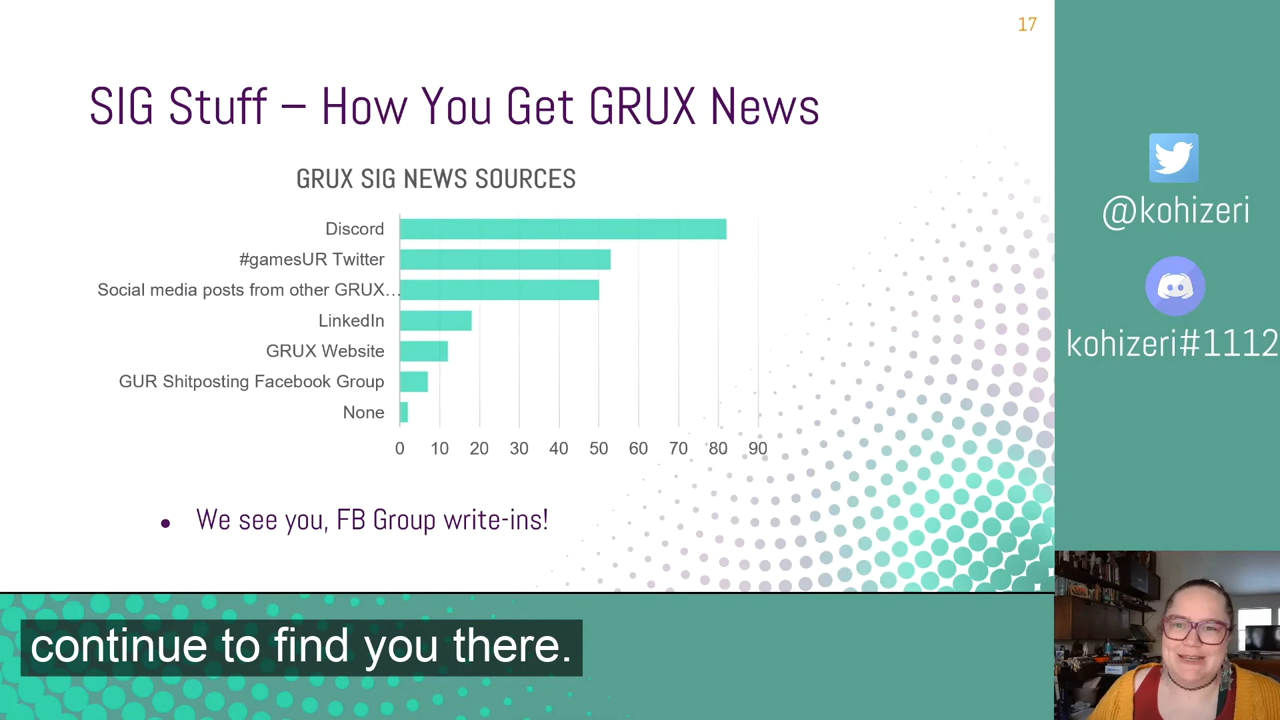 17
SIG Stuff – How You Get GRUX News
GRUX SIG NEWS SOURCES
Discord
#gamesUR Twitter
Social media posts from other GRUX...
LinkedIn
GRUX Website
GUR Shitposting Facebook Group
None
0 10 20 30 40 50 60 70 80 90
• We see you, FB Group write-ins!
@kohizeri
kohizeri#1112
continue to find you there.